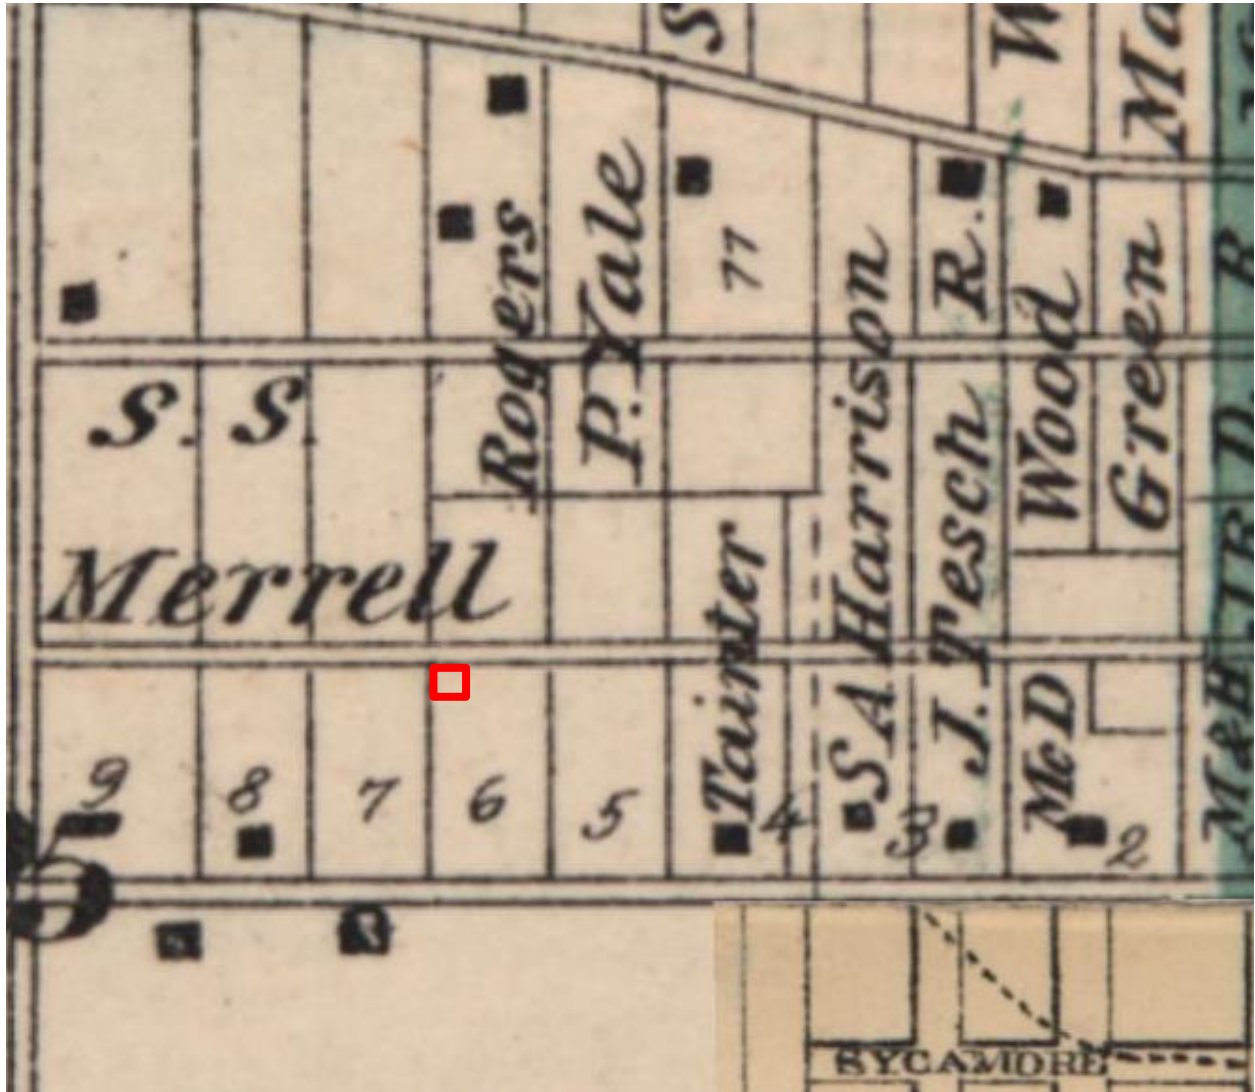 S
W
Ma
Rogers
P. Yale
77
S A Harrison
R.
J. Tesch
Wood
Green
S. S.
Merrell
Tainter
McD
M&H
9
8
7
6
5
4
3
2
SYCAMORE